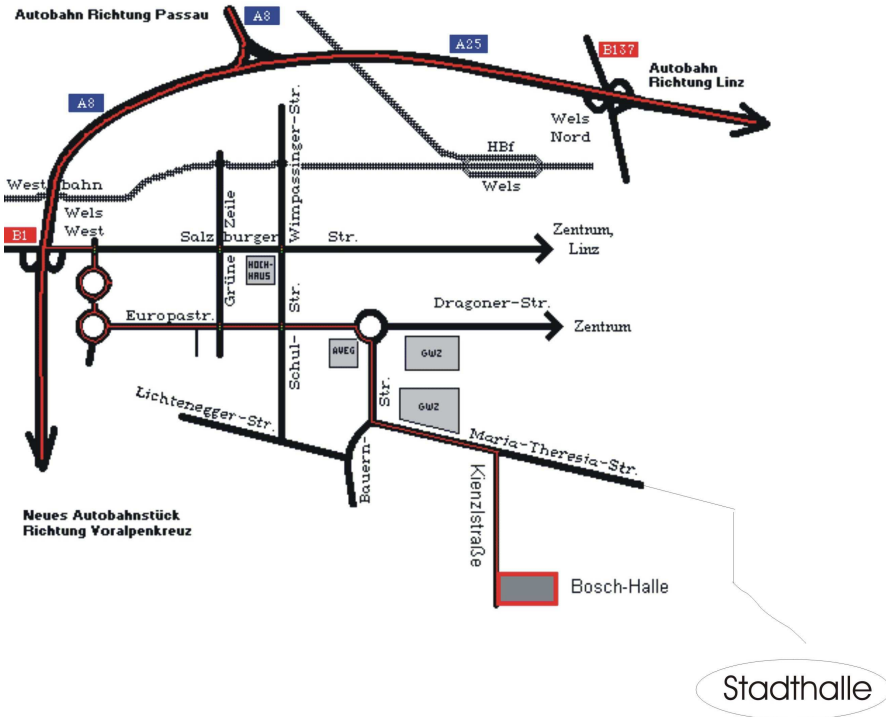 Autobahn Richtung Passau
A8
A25
B137
Autobahn
Richtung Linz
A8
Wels
Nord
HBf
Wels
Westbahn
Wels
West
B1
Grüne Zeile
Wimpassinger-Str.
Salzburger Str.
Zentrum,
Linz
HOCH-
HAUS
Schul-Str.
Europastr.
Dragoner-Str.
Zentrum
AVEG
GWZ
GWZ
Lichtenegger-Str.
Bauern-Str.
Maria-Theresia-Str.
Kienzlstraße
Neues Autobahnstück
Richtung Voralpenkreuz
Bosch-Halle
Stadthalle